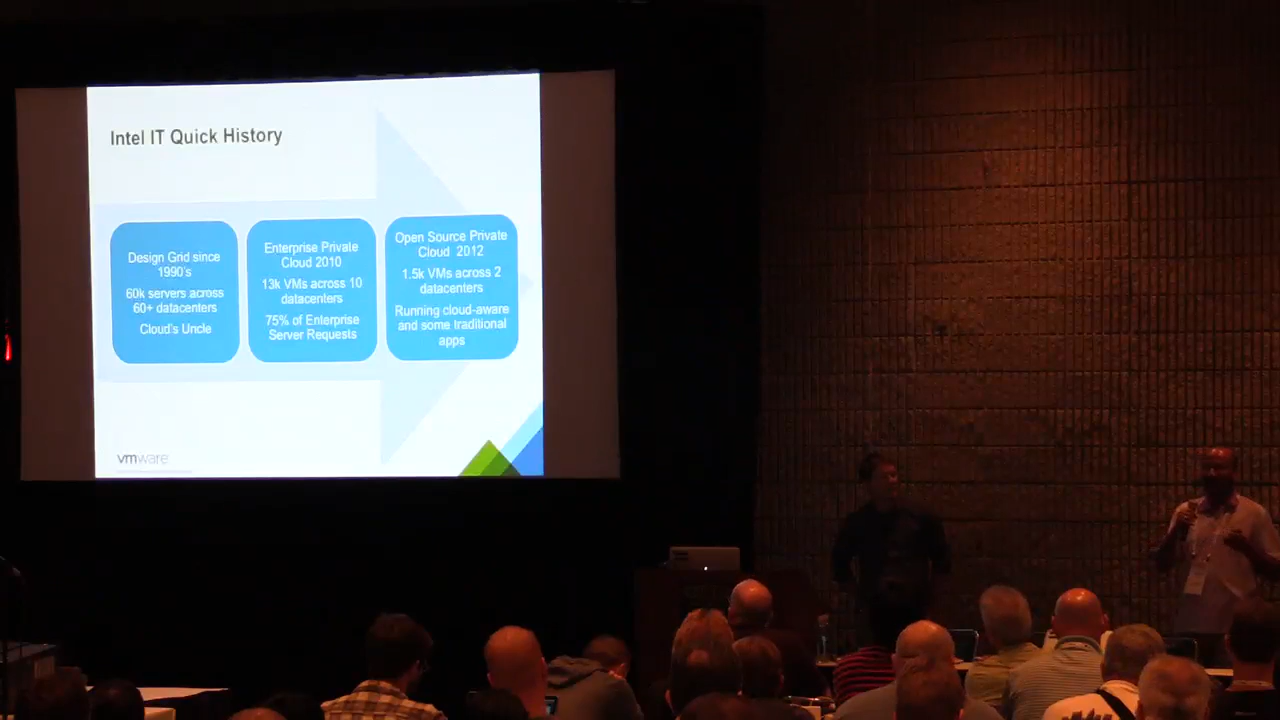 Intel IT Quick History
Design Grid since
1990's
60k servers across
60+ datacenters
Cloud's Uncle
Enterprise Private
Cloud 2010
13k VMs across 10
datacenters
75% of Enterprise
Server Requests
Open Source Private
Cloud 2012
1.5k VMs across 2
datacenters
Running cloud-aware
and some traditional
apps
vmware